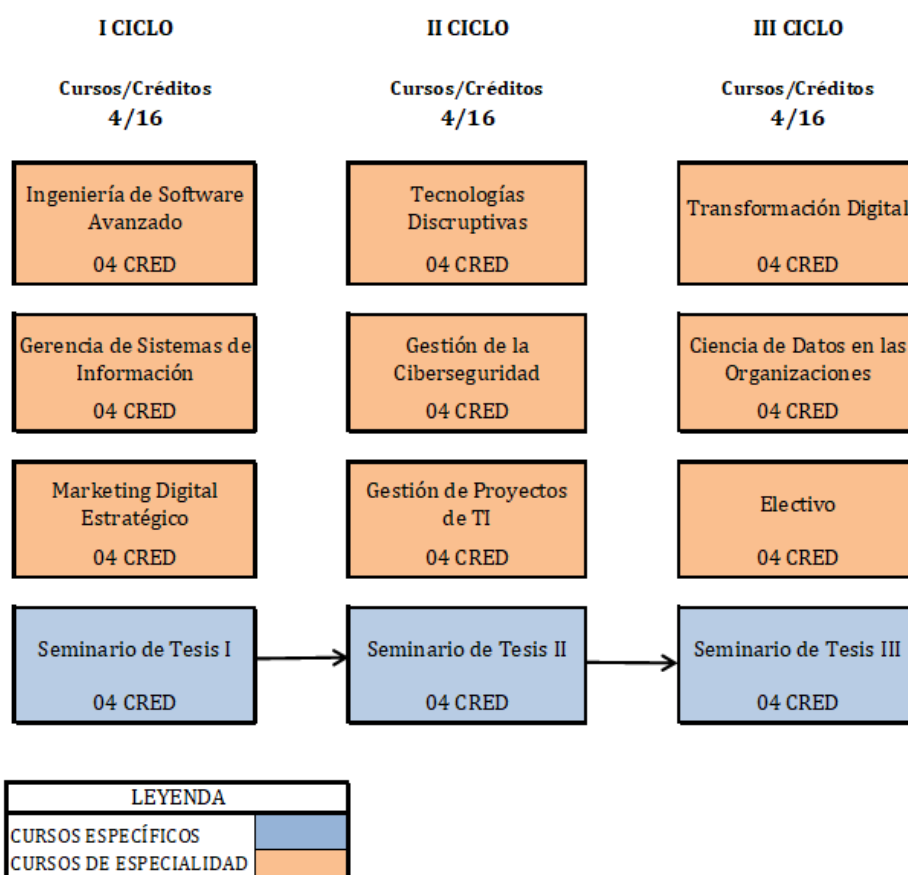 I CICLO
II CICLO
III CICLO
Cursos/Créditos
4/16
Cursos/Créditos
4/16
Cursos/Créditos
4/16
Ingeniería de Software
Avanzado
04 CRED
Tecnologías
Discruptivas
04 CRED
Transformación Digital
04 CRED
Gerencia de Sistemas de
Información
04 CRED
Gestión de la
Ciberseguridad
04 CRED
Ciencia de Datos en las
Organizaciones
04 CRED
Marketing Digital
Estratégico
04 CRED
Gestión de Proyectos
de TI
04 CRED
Electivo
04 CRED
Seminario de Tesis I
04 CRED
Seminario de Tesis II
04 CRED
Seminario de Tesis III
04 CRED
LEYENDA
CURSOS ESPECÍFICOS
CURSOS DE ESPECIALIDAD